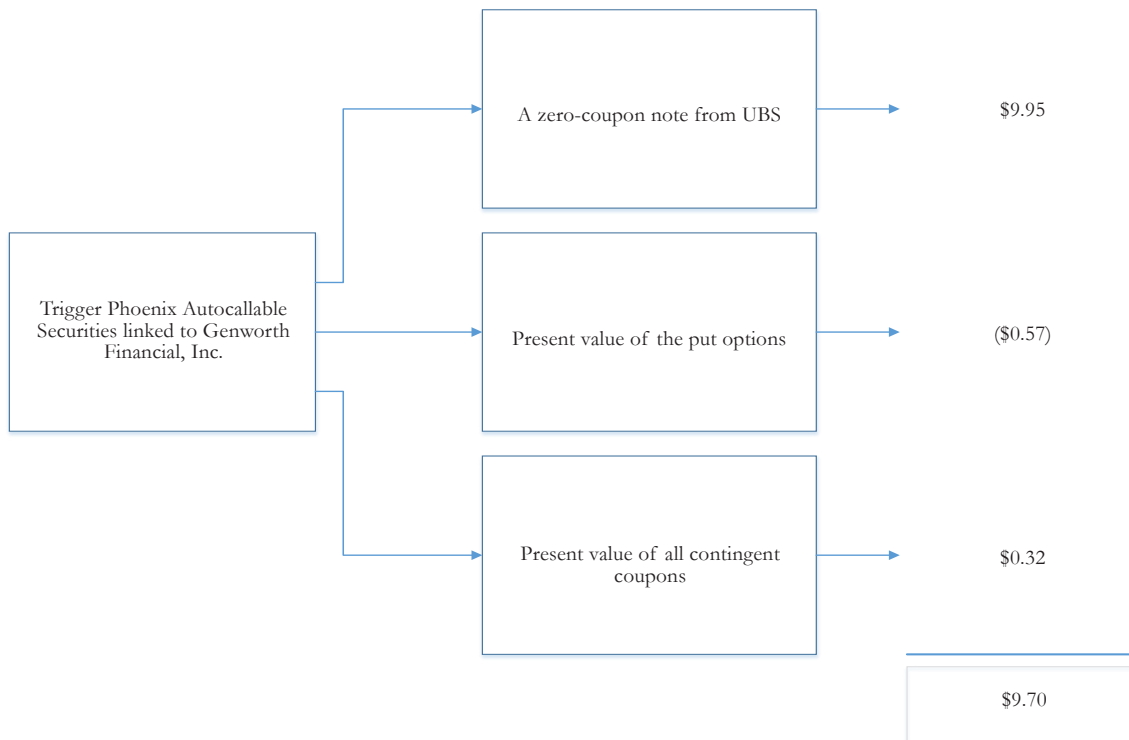 A zero-coupon note from UBS
$9.95
Trigger Phoenix Autocallable
Securities linked to Genworth
Financial, Inc.
Present value of the put options
($0.57)
Present value of all contingent
coupons
$0.32
$9.70